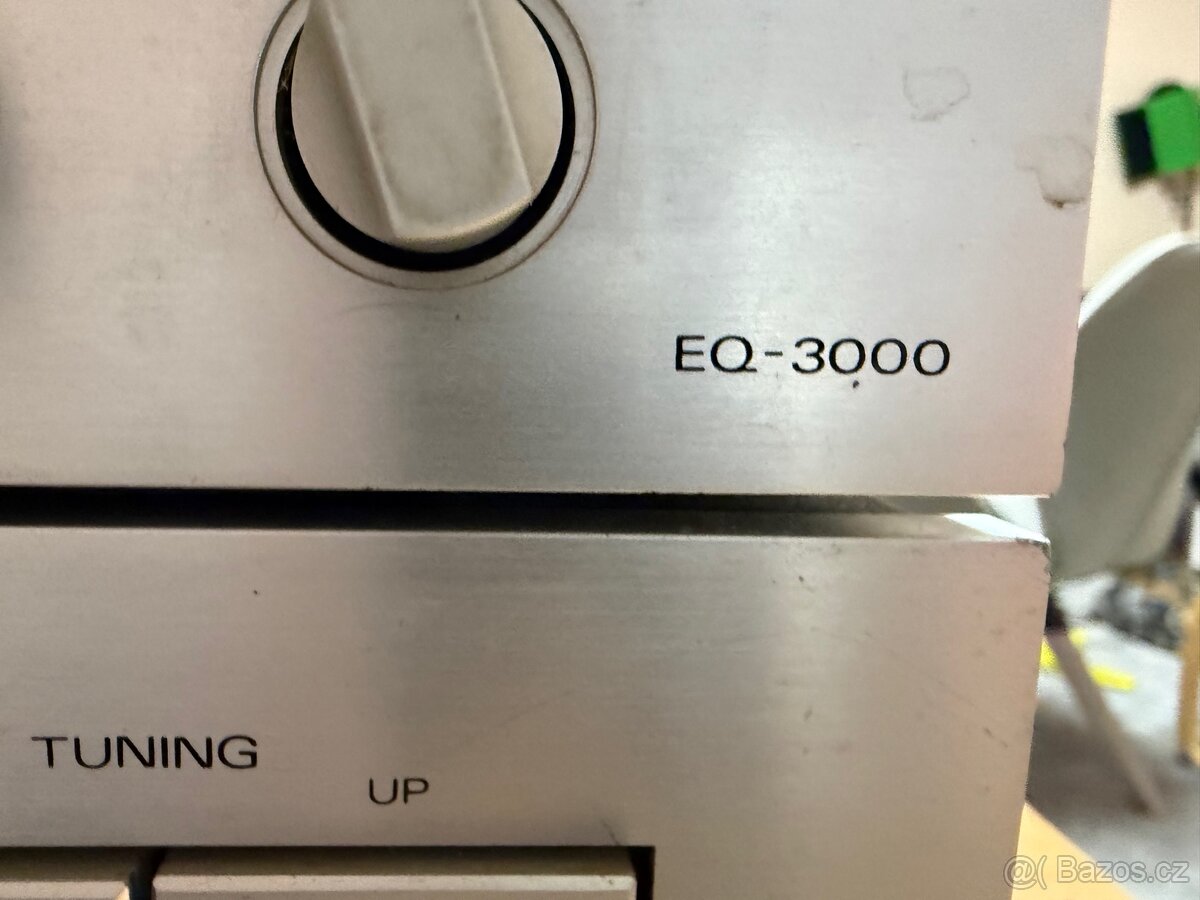 EQ-3000
TUNING
UP
@( Bazos.cz